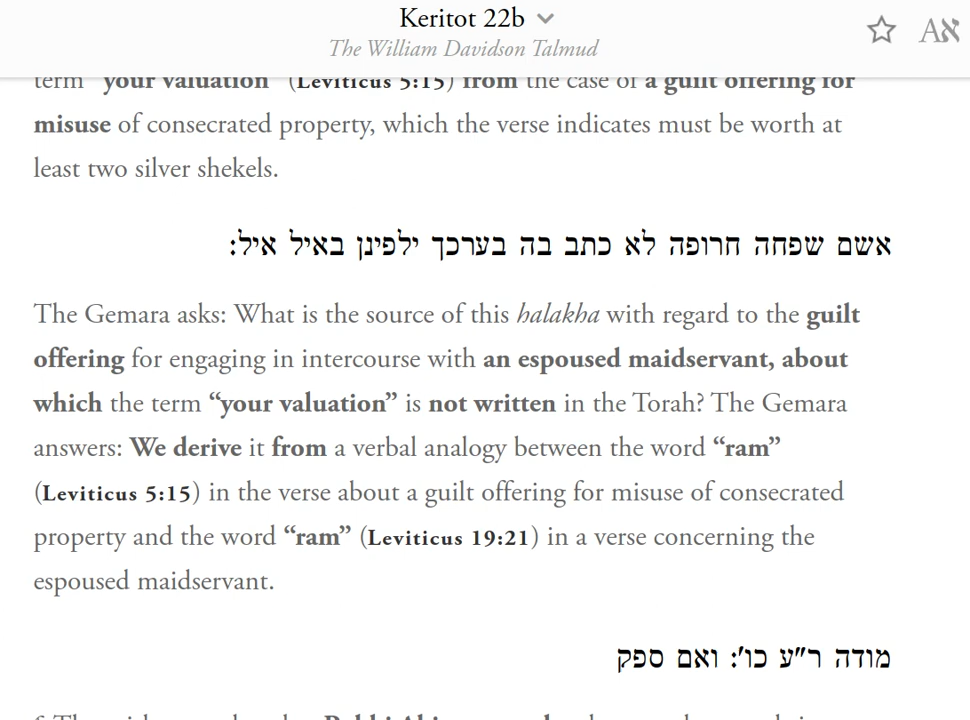 Keritot 22b
The William Davidson Talmud
Aא
term “your valuation” (Leviticus 5:15) from the case of a guilt offering for
misuse of consecrated property, which the verse indicates must be worth at
least two silver shekels.
אשם שפחה חרופה לא כתב בה בערכך ילפינן באיל איל:
The Gemara asks: What is the source of this halakha with regard to the guilt
offering for engaging in intercourse with an espoused maidservant, about
which the term “your valuation” is not written in the Torah? The Gemara
answers: We derive it from a verbal analogy between the word “ram”
(Leviticus 5:15) in the verse about a guilt offering for misuse of consecrated
property and the word “ram” (Leviticus 19:21) in a verse concerning the
espoused maidservant.
מודה ר״ע כו׳: ואם ספק